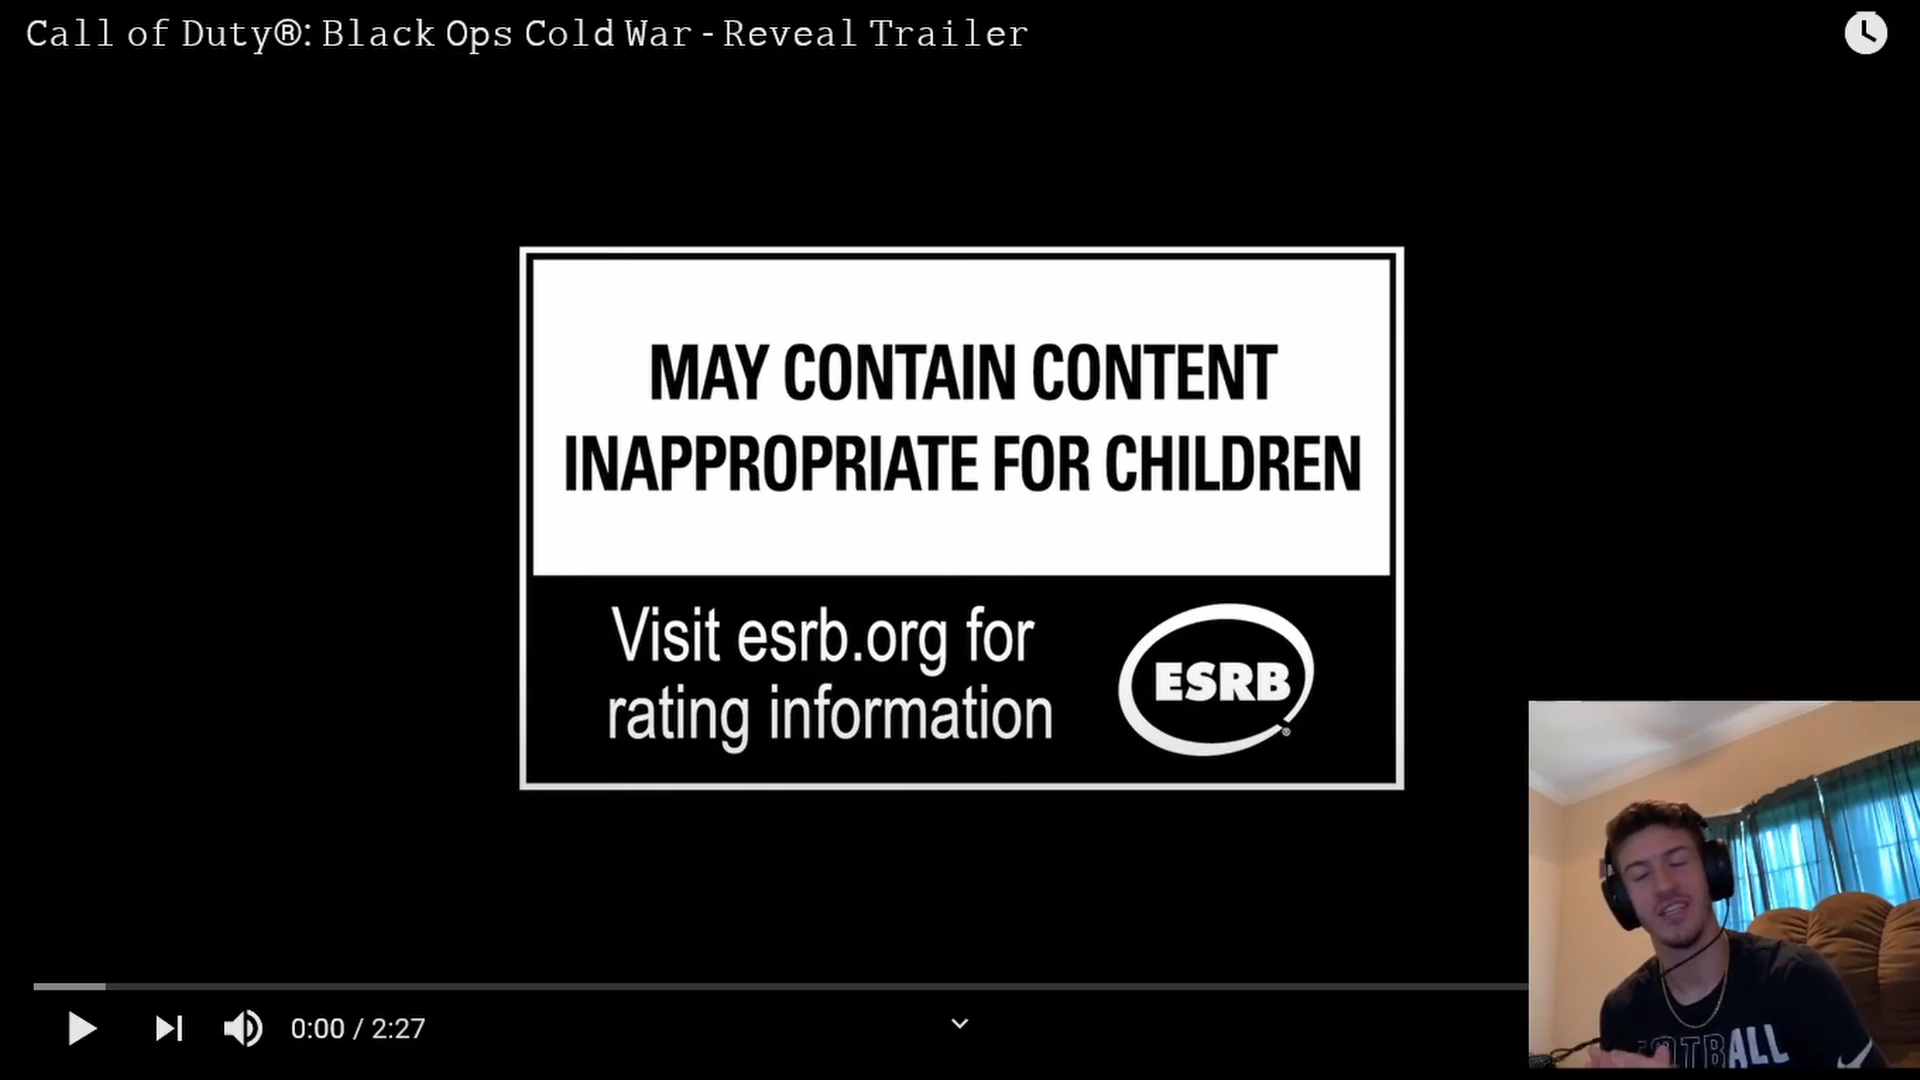 Call of Duty®: Black Ops Cold War - Reveal Trailer
MAY CONTAIN CONTENT
INAPPROPRIATE FOR CHILDREN
Visit esrb.org for
rating information
ESRB
®
0:00 / 2:27
FOOTBALL